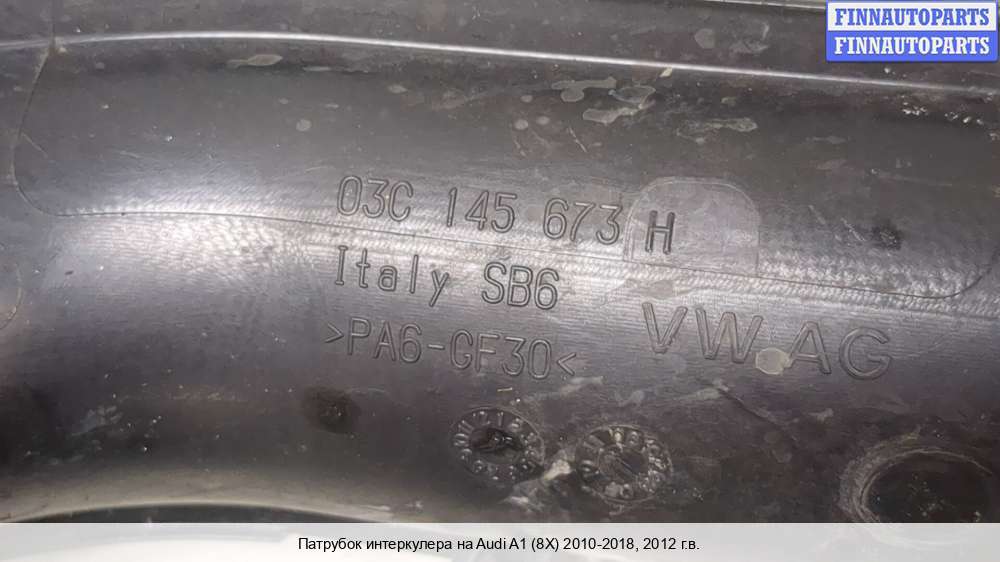 FINNAUTOPARTS
FINNAUTOPARTS
03C 145 673 H
Italy SB6
VW AG
>PA6-GF30<
Патрубок интеркулера на Audi A1 (8X) 2010-2018, 2012 г.в.